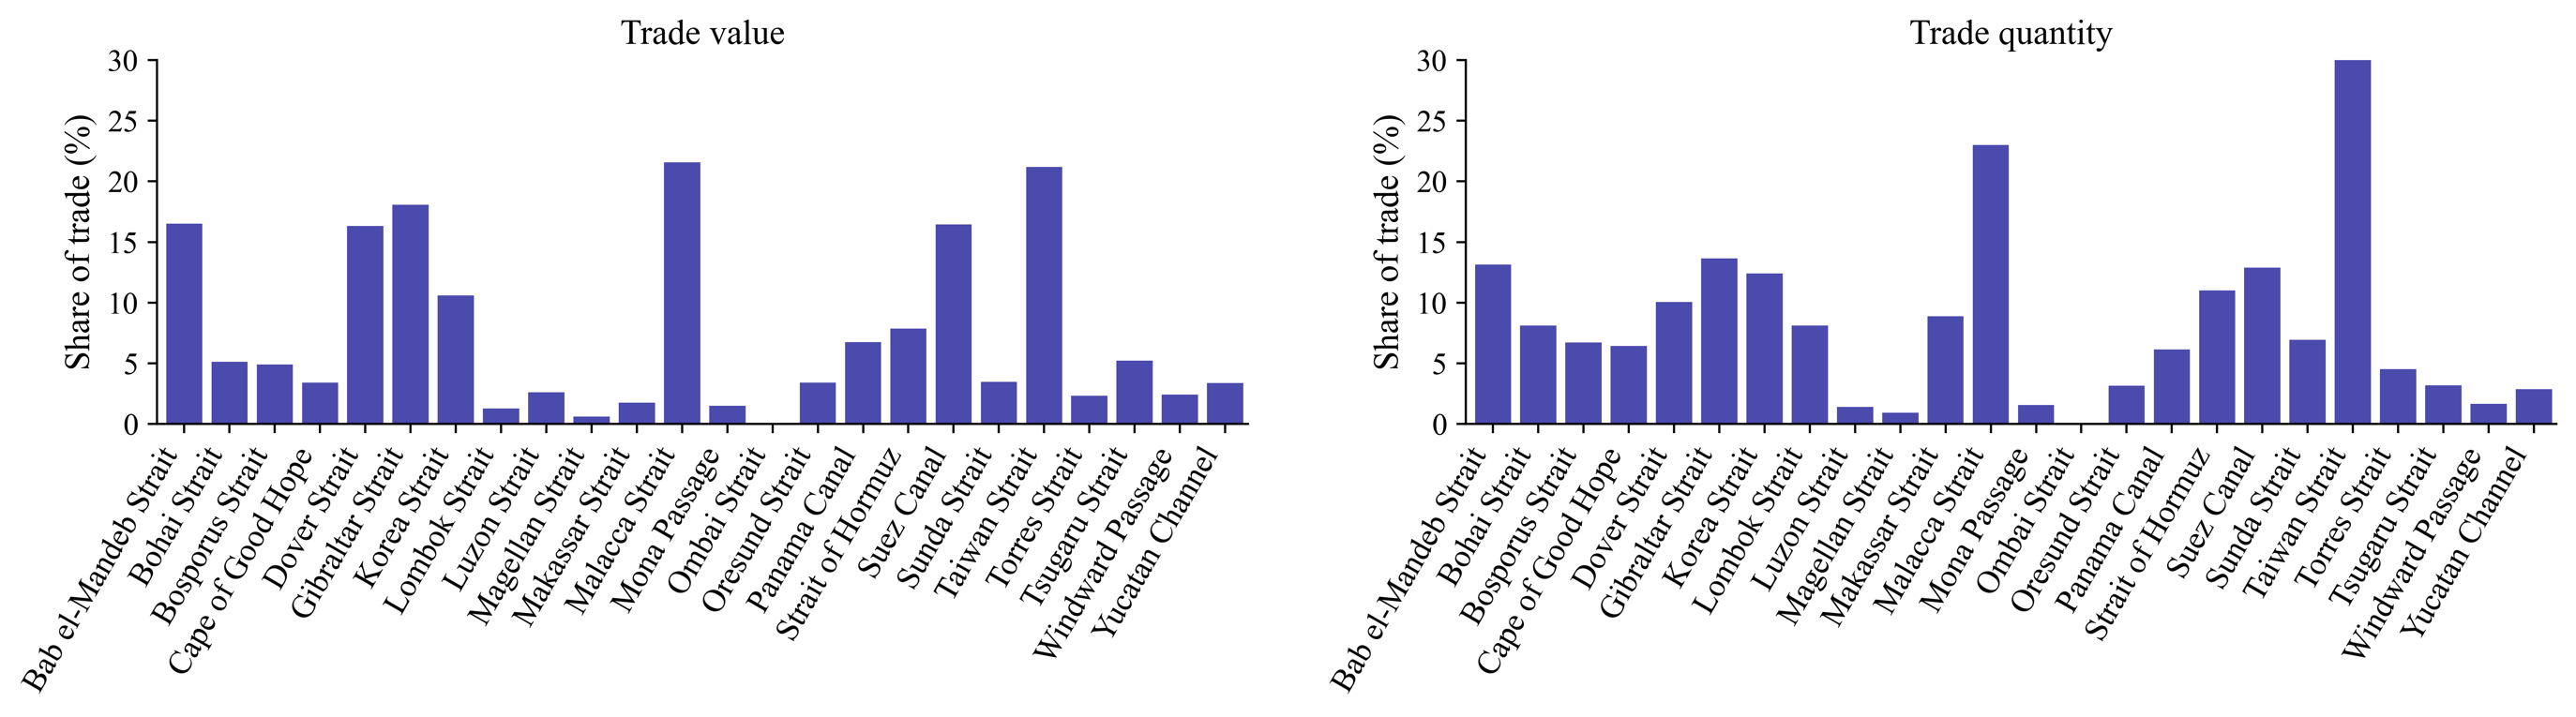 Trade value
Share of trade (%)
30
25
20
15
10
5
0
Bab el-Mandeb Strait
Bohai Strait
Bosporus Strait
Cape of Good Hope
Dover Strait
Gibraltar Strait
Korea Strait
Lombok Strait
Luzon Strait
Magellan Strait
Makassar Strait
Malacca Strait
Mona Passage
Ombai Strait
Oresund Strait
Panama Canal
Strait of Hormuz
Suez Canal
Sunda Strait
Taiwan Strait
Torres Strait
Tsugaru Strait
Windward Passage
Yucatan Channel
Trade quantity
Share of trade (%)
30
25
20
15
10
5
0
Bab el-Mandeb Strait
Bohai Strait
Bosporus Strait
Cape of Good Hope
Dover Strait
Gibraltar Strait
Korea Strait
Lombok Strait
Luzon Strait
Magellan Strait
Makassar Strait
Malacca Strait
Mona Passage
Ombai Strait
Oresund Strait
Panama Canal
Strait of Hormuz
Suez Canal
Sunda Strait
Taiwan Strait
Torres Strait
Tsugaru Strait
Windward Passage
Yucatan Channel